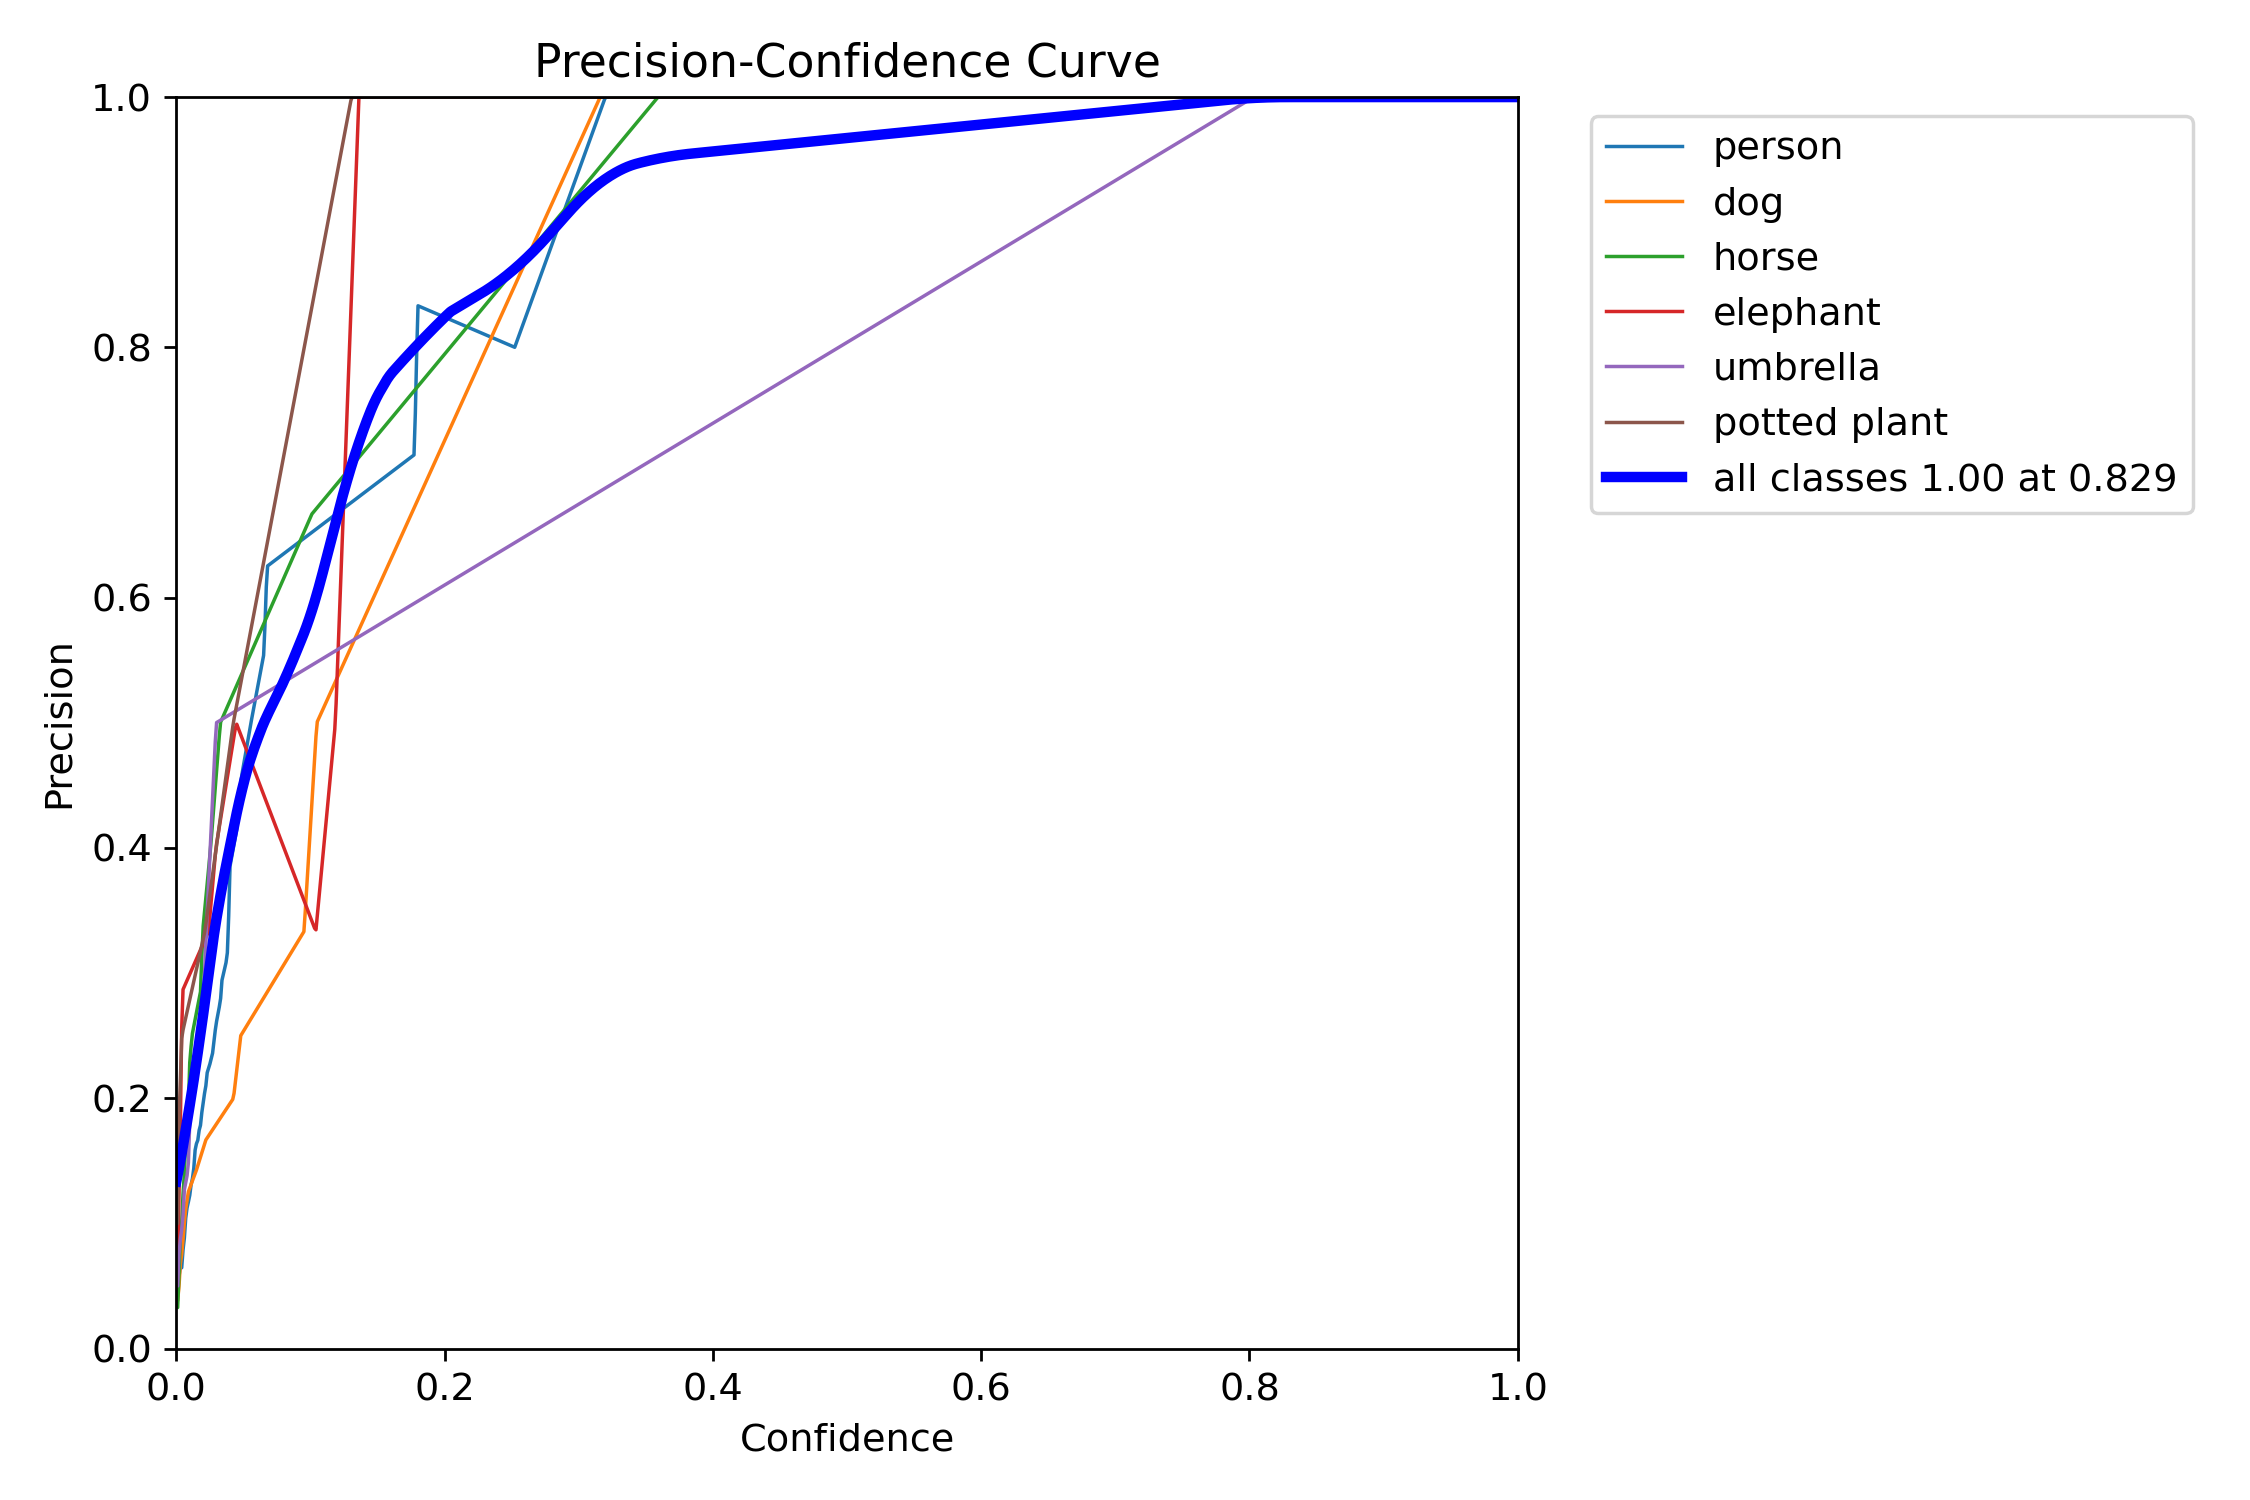 Precision-Confidence Curve
1.0
0.8
0.6
0.4
0.2
0.0
Precision
0.0 0.2 0.4 0.6 0.8 1.0
Confidence
person
dog
horse
elephant
umbrella
potted plant
all classes 1.00 at 0.829